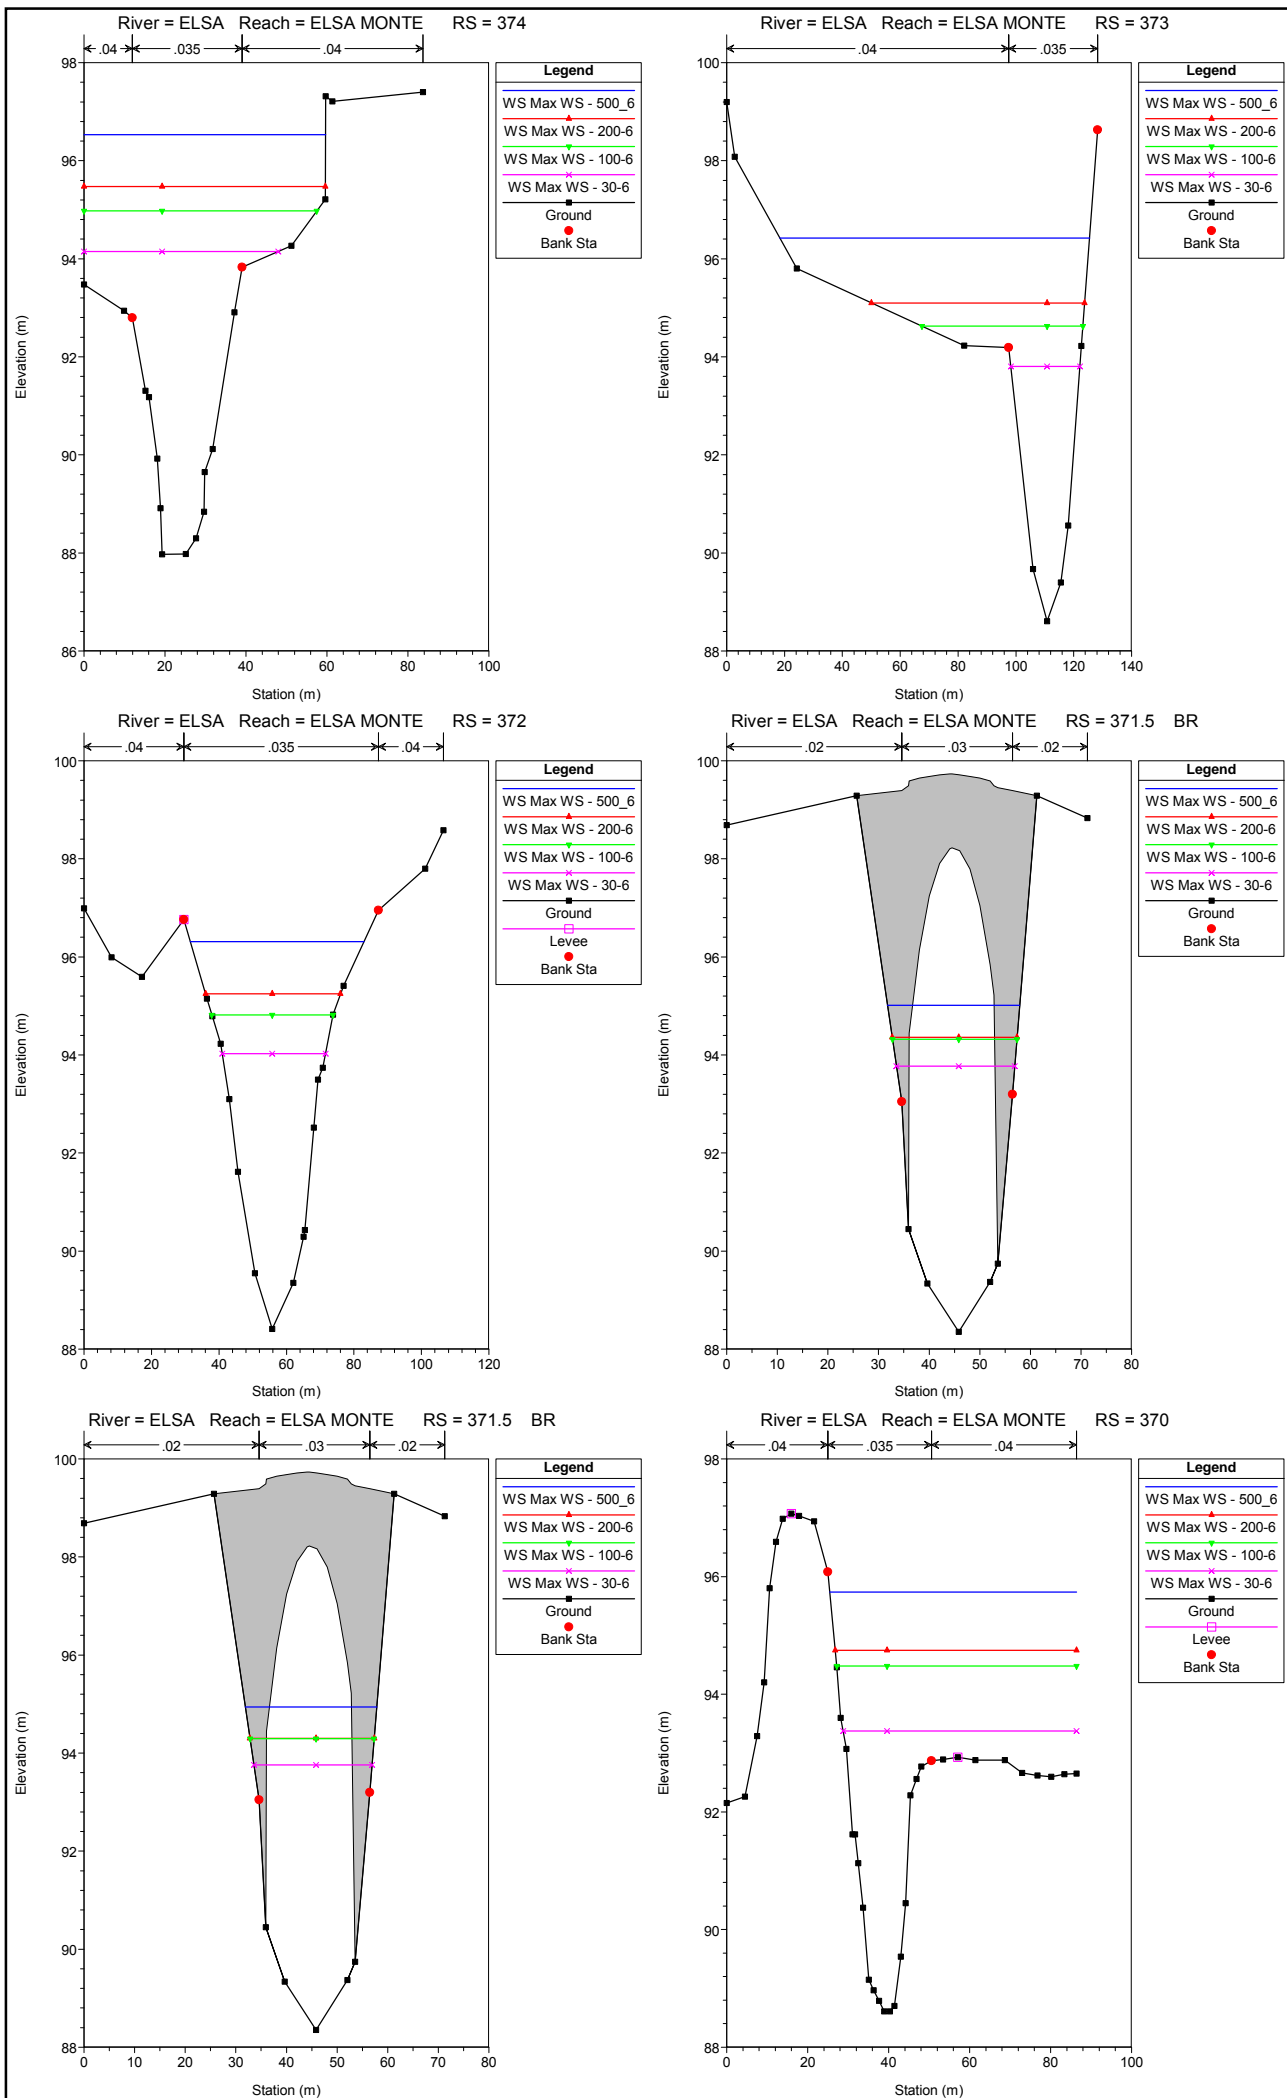 River = ELSA Reach = ELSA MONTE RS = 374
.04 .035 .04
98
96
94
92
90
88
86
Elevation (m)
0 20 40 60 80 100
Station (m)
Legend
WS Max WS - 500_6
WS Max WS - 200-6
WS Max WS - 100-6
WS Max WS - 30-6
Ground
Bank Sta
River = ELSA Reach = ELSA MONTE RS = 373
.04 .035
100
98
96
94
92
90
88
Elevation (m)
0 20 40 60 80 100 120 140
Station (m)
Legend
WS Max WS - 500_6
WS Max WS - 200-6
WS Max WS - 100-6
WS Max WS - 30-6
Ground
Bank Sta
River = ELSA Reach = ELSA MONTE RS = 372
.04 .035 .04
100
98
96
94
92
90
88
Elevation (m)
0 20 40 60 80 100 120
Station (m)
Legend
WS Max WS - 500_6
WS Max WS - 200-6
WS Max WS - 100-6
WS Max WS - 30-6
Ground
Levee
Bank Sta
River = ELSA Reach = ELSA MONTE RS = 371.5 BR
.02 .03 .02
100
98
96
94
92
90
88
Elevation (m)
0 10 20 30 40 50 60 70 80
Station (m)
Legend
WS Max WS - 500_6
WS Max WS - 200-6
WS Max WS - 100-6
WS Max WS - 30-6
Ground
Bank Sta
River = ELSA Reach = ELSA MONTE RS = 371.5 BR
.02 .03 .02
100
98
96
94
92
90
88
Elevation (m)
0 10 20 30 40 50 60 70 80
Station (m)
Legend
WS Max WS - 500_6
WS Max WS - 200-6
WS Max WS - 100-6
WS Max WS - 30-6
Ground
Bank Sta
River = ELSA Reach = ELSA MONTE RS = 370
.04 .035 .04
98
96
94
92
90
88
Elevation (m)
0 20 40 60 80 100
Station (m)
Legend
WS Max WS - 500_6
WS Max WS - 200-6
WS Max WS - 100-6
WS Max WS - 30-6
Ground
Levee
Bank Sta